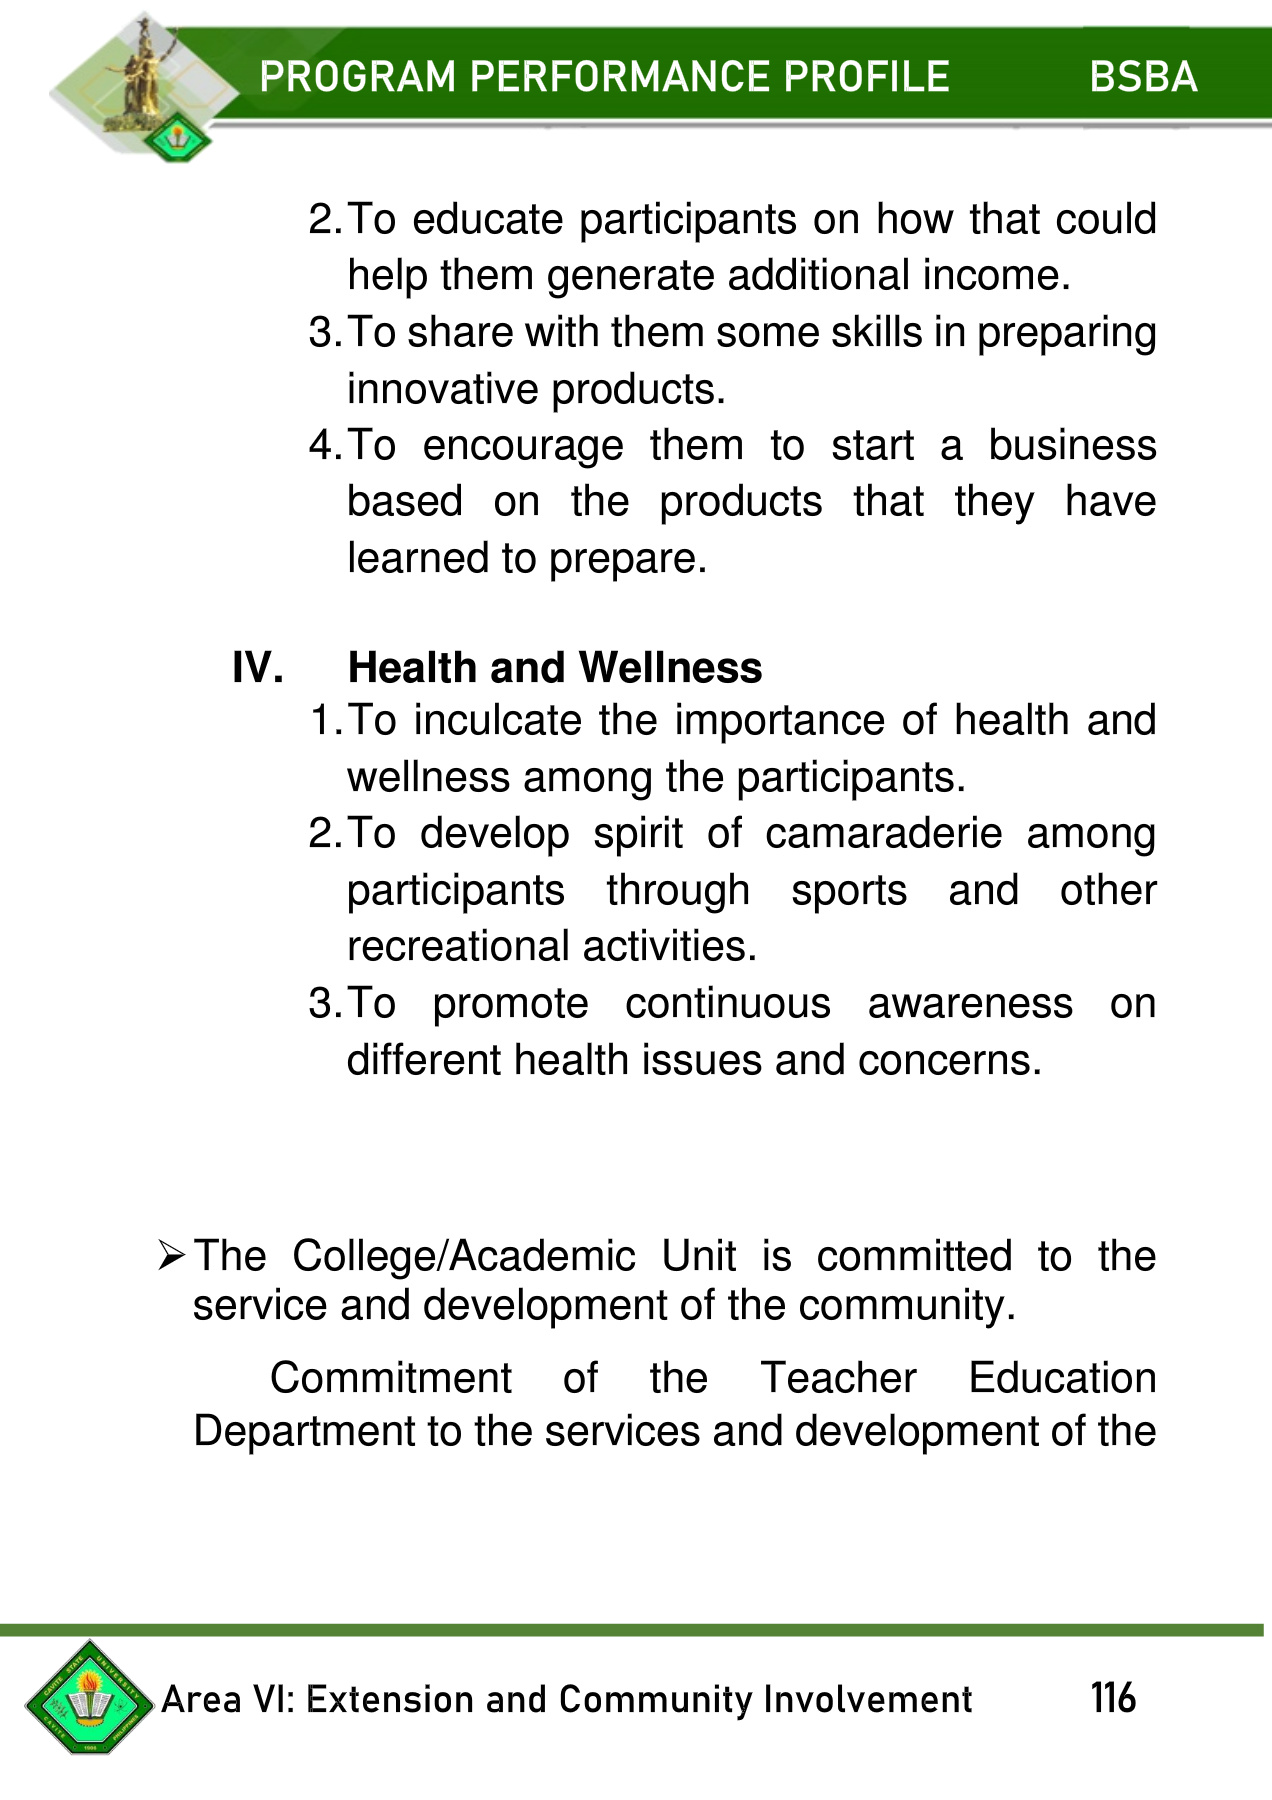 PROGRAM PERFORMANCE PROFILE BSBA
2. To educate participants on how that could
help them generate additional income.
3. To share with them some skills in preparing
innovative products.
4. To encourage them to start a business
based on the products that they have
learned to prepare.
IV. Health and Wellness
1. To inculcate the importance of health and
wellness among the participants.
2. To develop spirit of camaraderie among
participants through sports and other
recreational activities.
3. To promote continuous awareness on
different health issues and concerns.
➢ The College/Academic Unit is committed to the
service and development of the community.
Commitment of the Teacher Education
Department to the services and development of the
CAVITE STATE UNIVERSITY
CAVITE PHILIPPINES
Area VI: Extension and Community Involvement 116